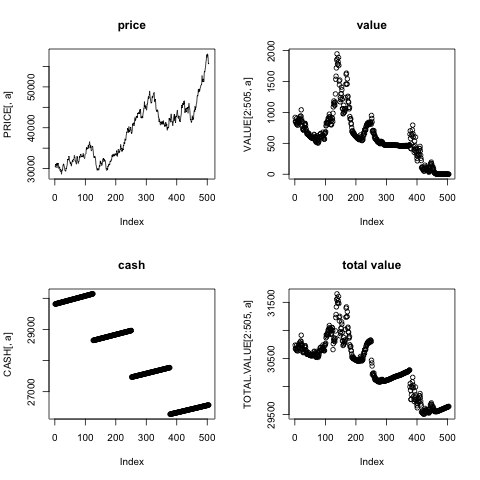 price
PRICE[, a]
30000 40000 50000
0 100 200 300 400 500
Index
value
VALUE[2:505, a]
0 500 1000 1500 2000
0 100 200 300 400 500
Index
cash
CASH[, a]
27000 29000
0 100 200 300 400 500
Index
total value
TOTAL.VALUE[2:505, a]
29500 30500 31500
0 100 200 300 400 500
Index